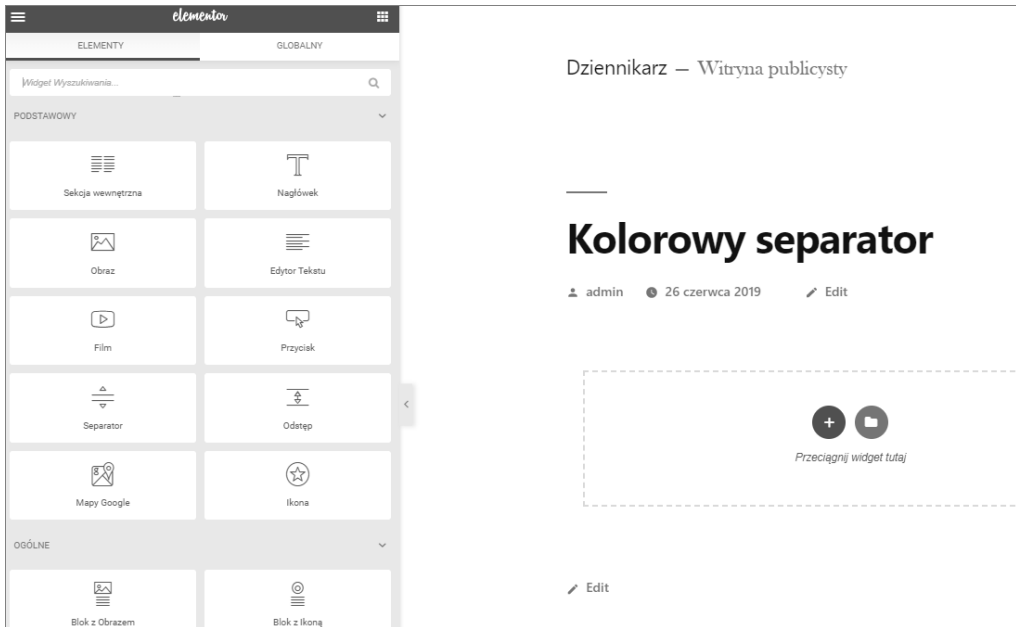 elementor
ELEMENTY
GLOBALNY
Widget Wyszukiwania...
PODSTAWOWY
Sekcja wewnętrzna
Nagłówek
Obraz
Edytor Tekstu
Film
Przycisk
Separator
Odstęp
Mapy Google
Ikona
OGÓLNE
Blok z Obrazem
Blok z Ikoną
Dziennikarz — Witryna publicysty
Kolorowy separator
admin 26 czerwca 2019 Edit
Przeciągnij widget tutaj
Edit